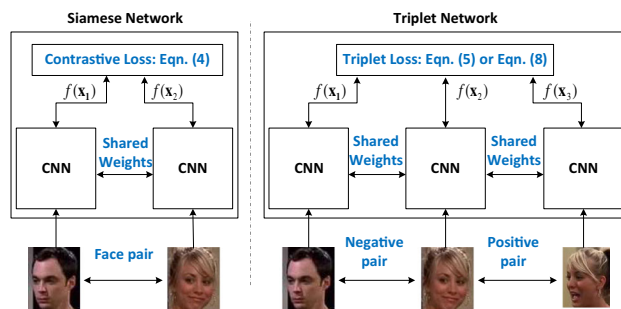 Siamese Network
Contrastive Loss: Eqn. (4)
f(x₁)
f(x₂)
CNN
Shared
Weights
CNN
Face pair
Triplet Network
Triplet Loss: Eqn. (5) or Eqn. (8)
f(x₁)
f(x₂)
f(x₃)
CNN
Shared
Weights
CNN
Shared
Weights
CNN
Negative
pair
Positive
pair